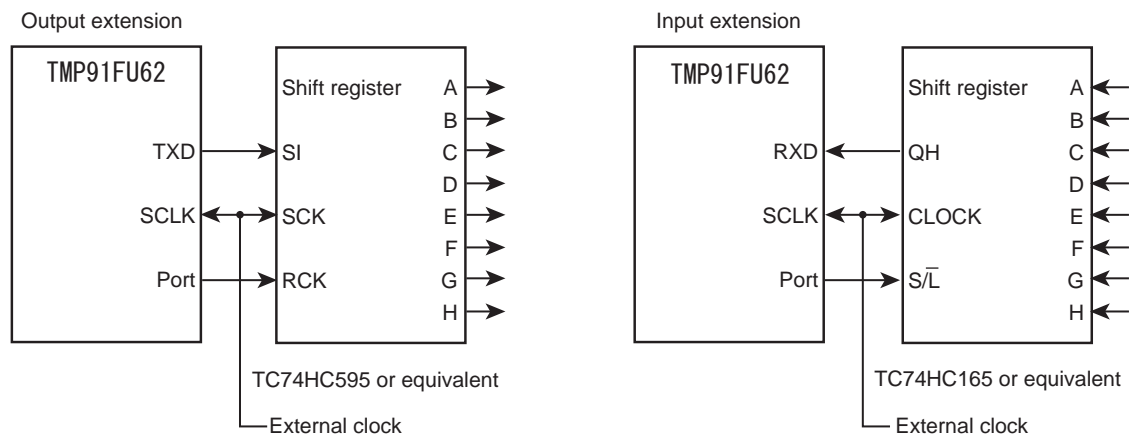 Output extension
TMP91FU62
Shift register
A
B
TXD
SI
C
D
SCLK
SCK
E
F
Port
RCK
G
H
TC74HC595 or equivalent
External clock
Input extension
TMP91FU62
Shift register
A
B
RXD
QH
C
D
SCLK
CLOCK
E
F
Port
S/L̅
G
H
TC74HC165 or equivalent
External clock